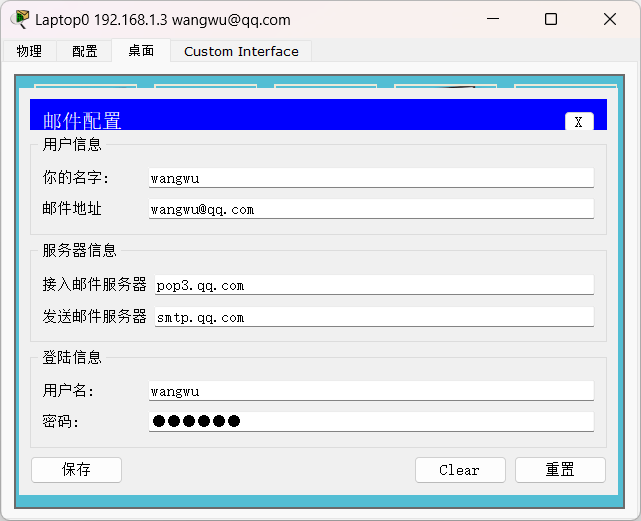 Laptop0 192.168.1.3 wangwu@qq.com
物理 配置 桌面 Custom Interface
邮件配置 X
用户信息
你的名字: wangwu
邮件地址 wangwu@qq.com
服务器信息
接入邮件服务器 pop3.qq.com
发送邮件服务器 smtp.qq.com
登陆信息
用户名: wangwu
密码: ●●●●●●
保存 Clear 重置